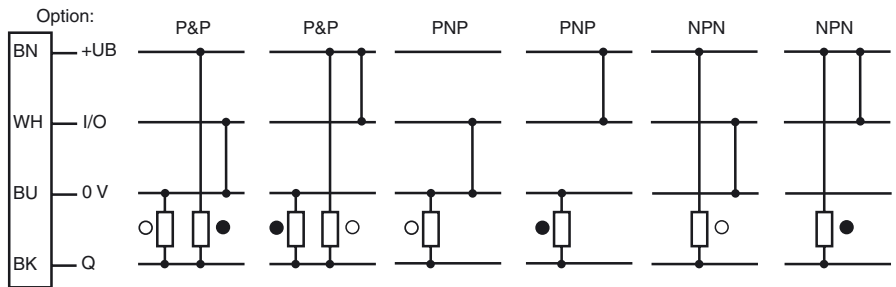 Option:
P&P P&P PNP PNP NPN NPN
BN +UB
WH I/O
BU 0 V
BK Q